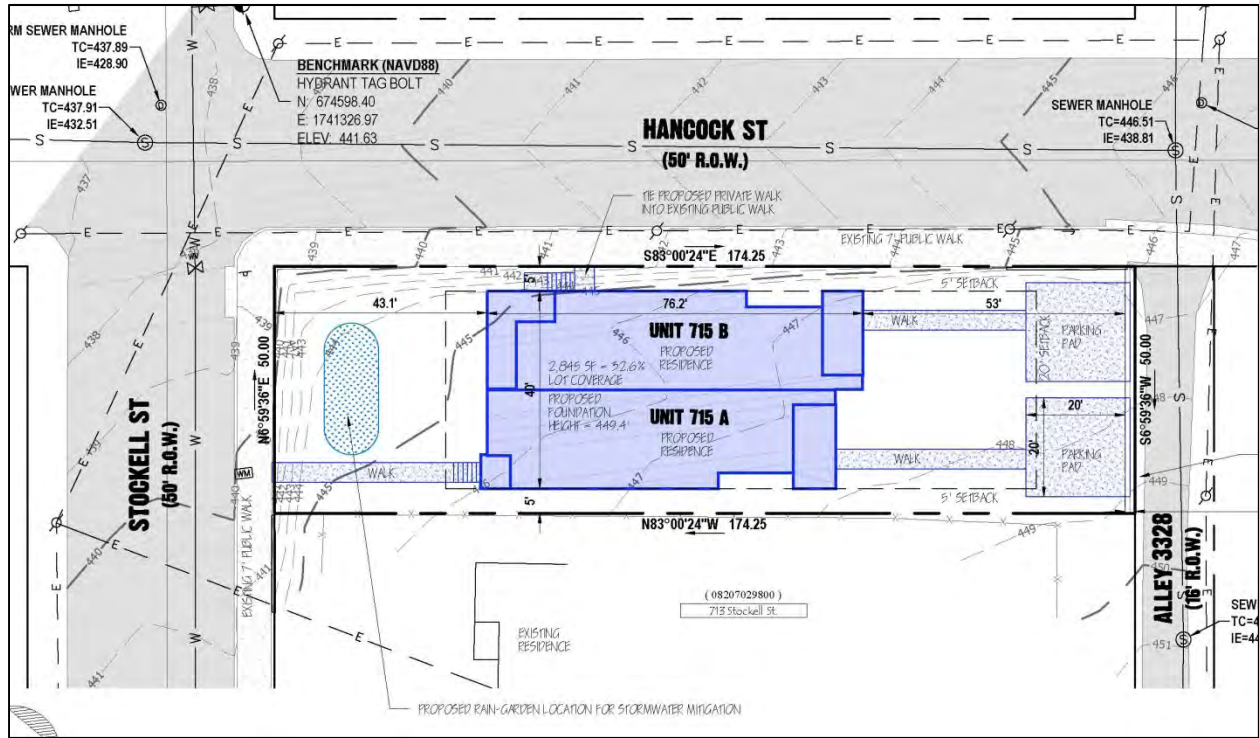 RM SEWER MANHOLE
TC=437.89
IE=428.90
WER MANHOLE
TC=437.91
IE=432.51
BENCHMARK (NAVD88)
HYDRANT TAG BOLT
N: 674598.40
E: 1741326.97
ELEV: 441.63
HANCOCK ST
(50' R.O.W.)
SEWER MANHOLE
TC=446.51
IE=438.81
TIE PROPOSED PRIVATE WALK
INTO EXISTING PUBLIC WALK
EXISTING 7' PUBLIC WALK
S83°00'24"E 174.25
5' SETBACK
43.1'
76.2'
53'
5'
UNIT 715 B
PROPOSED
RESIDENCE
2,845 SF = 32.6%
LOT COVERAGE
WALK
20' SETBACK
PARKING
PAD
40'
PROPOSED
FOUNDATION
HEIGHT = 449.4'
UNIT 715 A
PROPOSED
RESIDENCE
WALK
20'
20'
PARKING
PAD
WALK
5'
5' SETBACK
N6°59'36"E 50.00
S6°59'36"W 50.00
N83°00'24"W 174.25
STOCKELL ST
(50' R.O.W.)
WM
EXISTING 7' PUBLIC WALK
ALLEY 3328
(16' R.O.W.)
(08207029800)
713 Stockell St.
EXISTING
RESIDENCE
SEW
TC=4
IE=44
PROPOSED RAIN-GARDEN LOCATION FOR STORMWATER MITIGATION